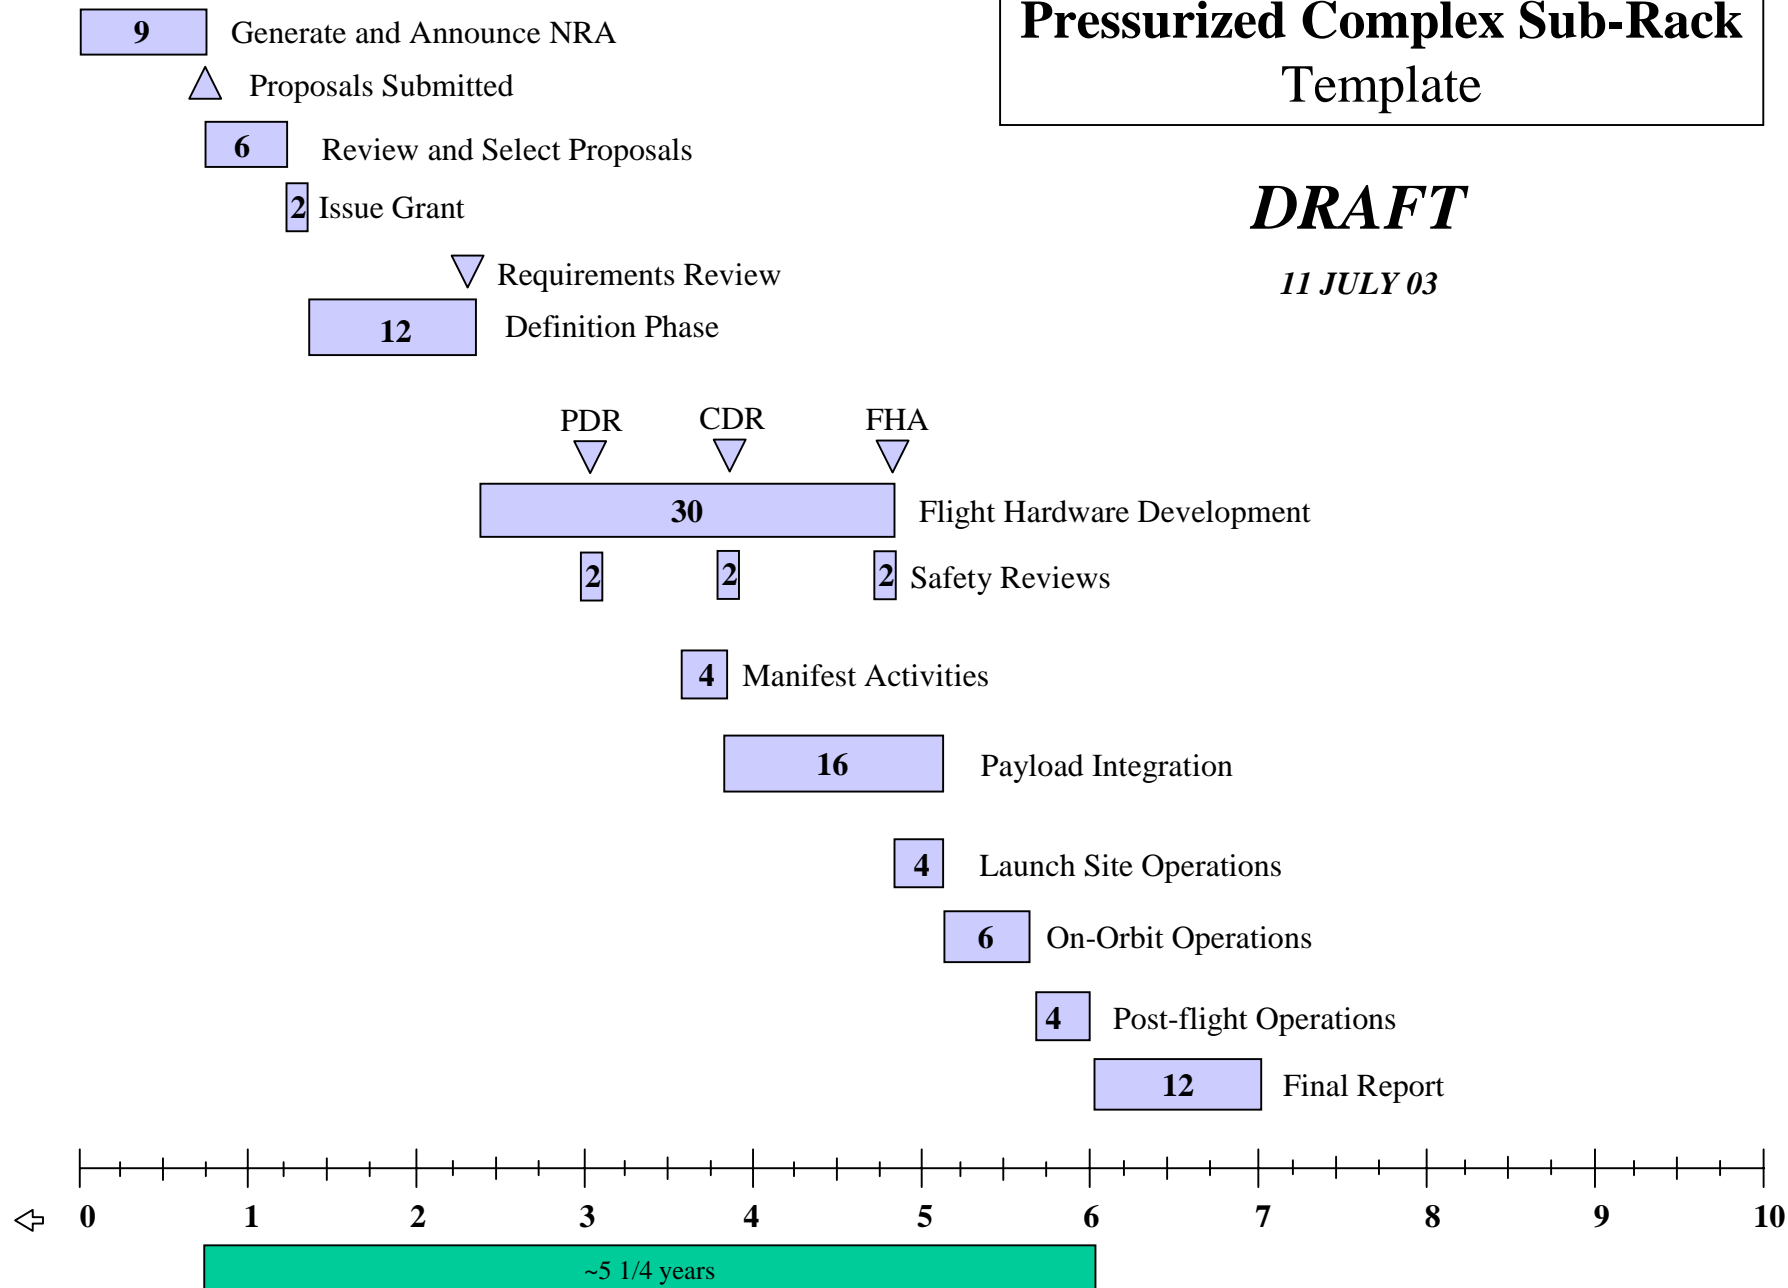 Pressurized Complex Sub-Rack
Template
DRAFT
11 JULY 03
9 Generate and Announce NRA
Proposals Submitted
6 Review and Select Proposals
2 Issue Grant
Requirements Review
12 Definition Phase
PDR CDR FHA
30 Flight Hardware Development
2 2 2 Safety Reviews
4 Manifest Activities
16 Payload Integration
4 Launch Site Operations
6 On-Orbit Operations
4 Post-flight Operations
12 Final Report
0 1 2 3 4 5 6 7 8 9 10
~5 1/4 years